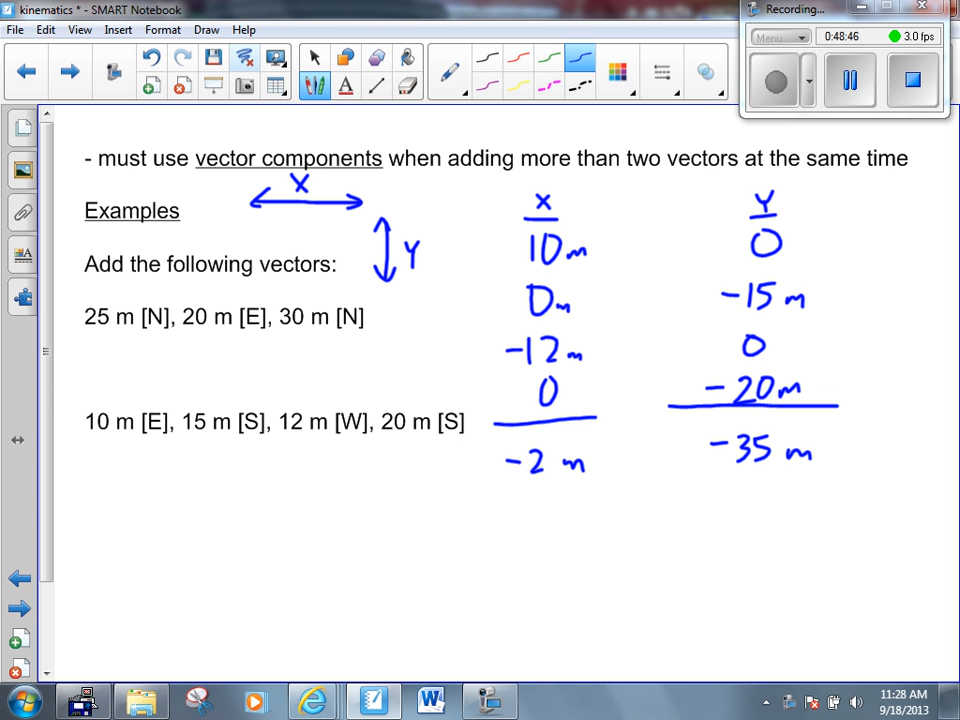 kinematics * - SMART Notebook
Recording...
File Edit View Insert Format Draw Help
Menu
0:48:46
3.0 fps
- must use vector components when adding more than two vectors at the same time
X
Examples
X Y
Y
10m 0
Add the following vectors:
0m -15 m
25 m [N], 20 m [E], 30 m [N]
-12m 0
0 -20m
10 m [E], 15 m [S], 12 m [W], 20 m [S]
-2 m -35 m
11:28 AM
9/18/2013